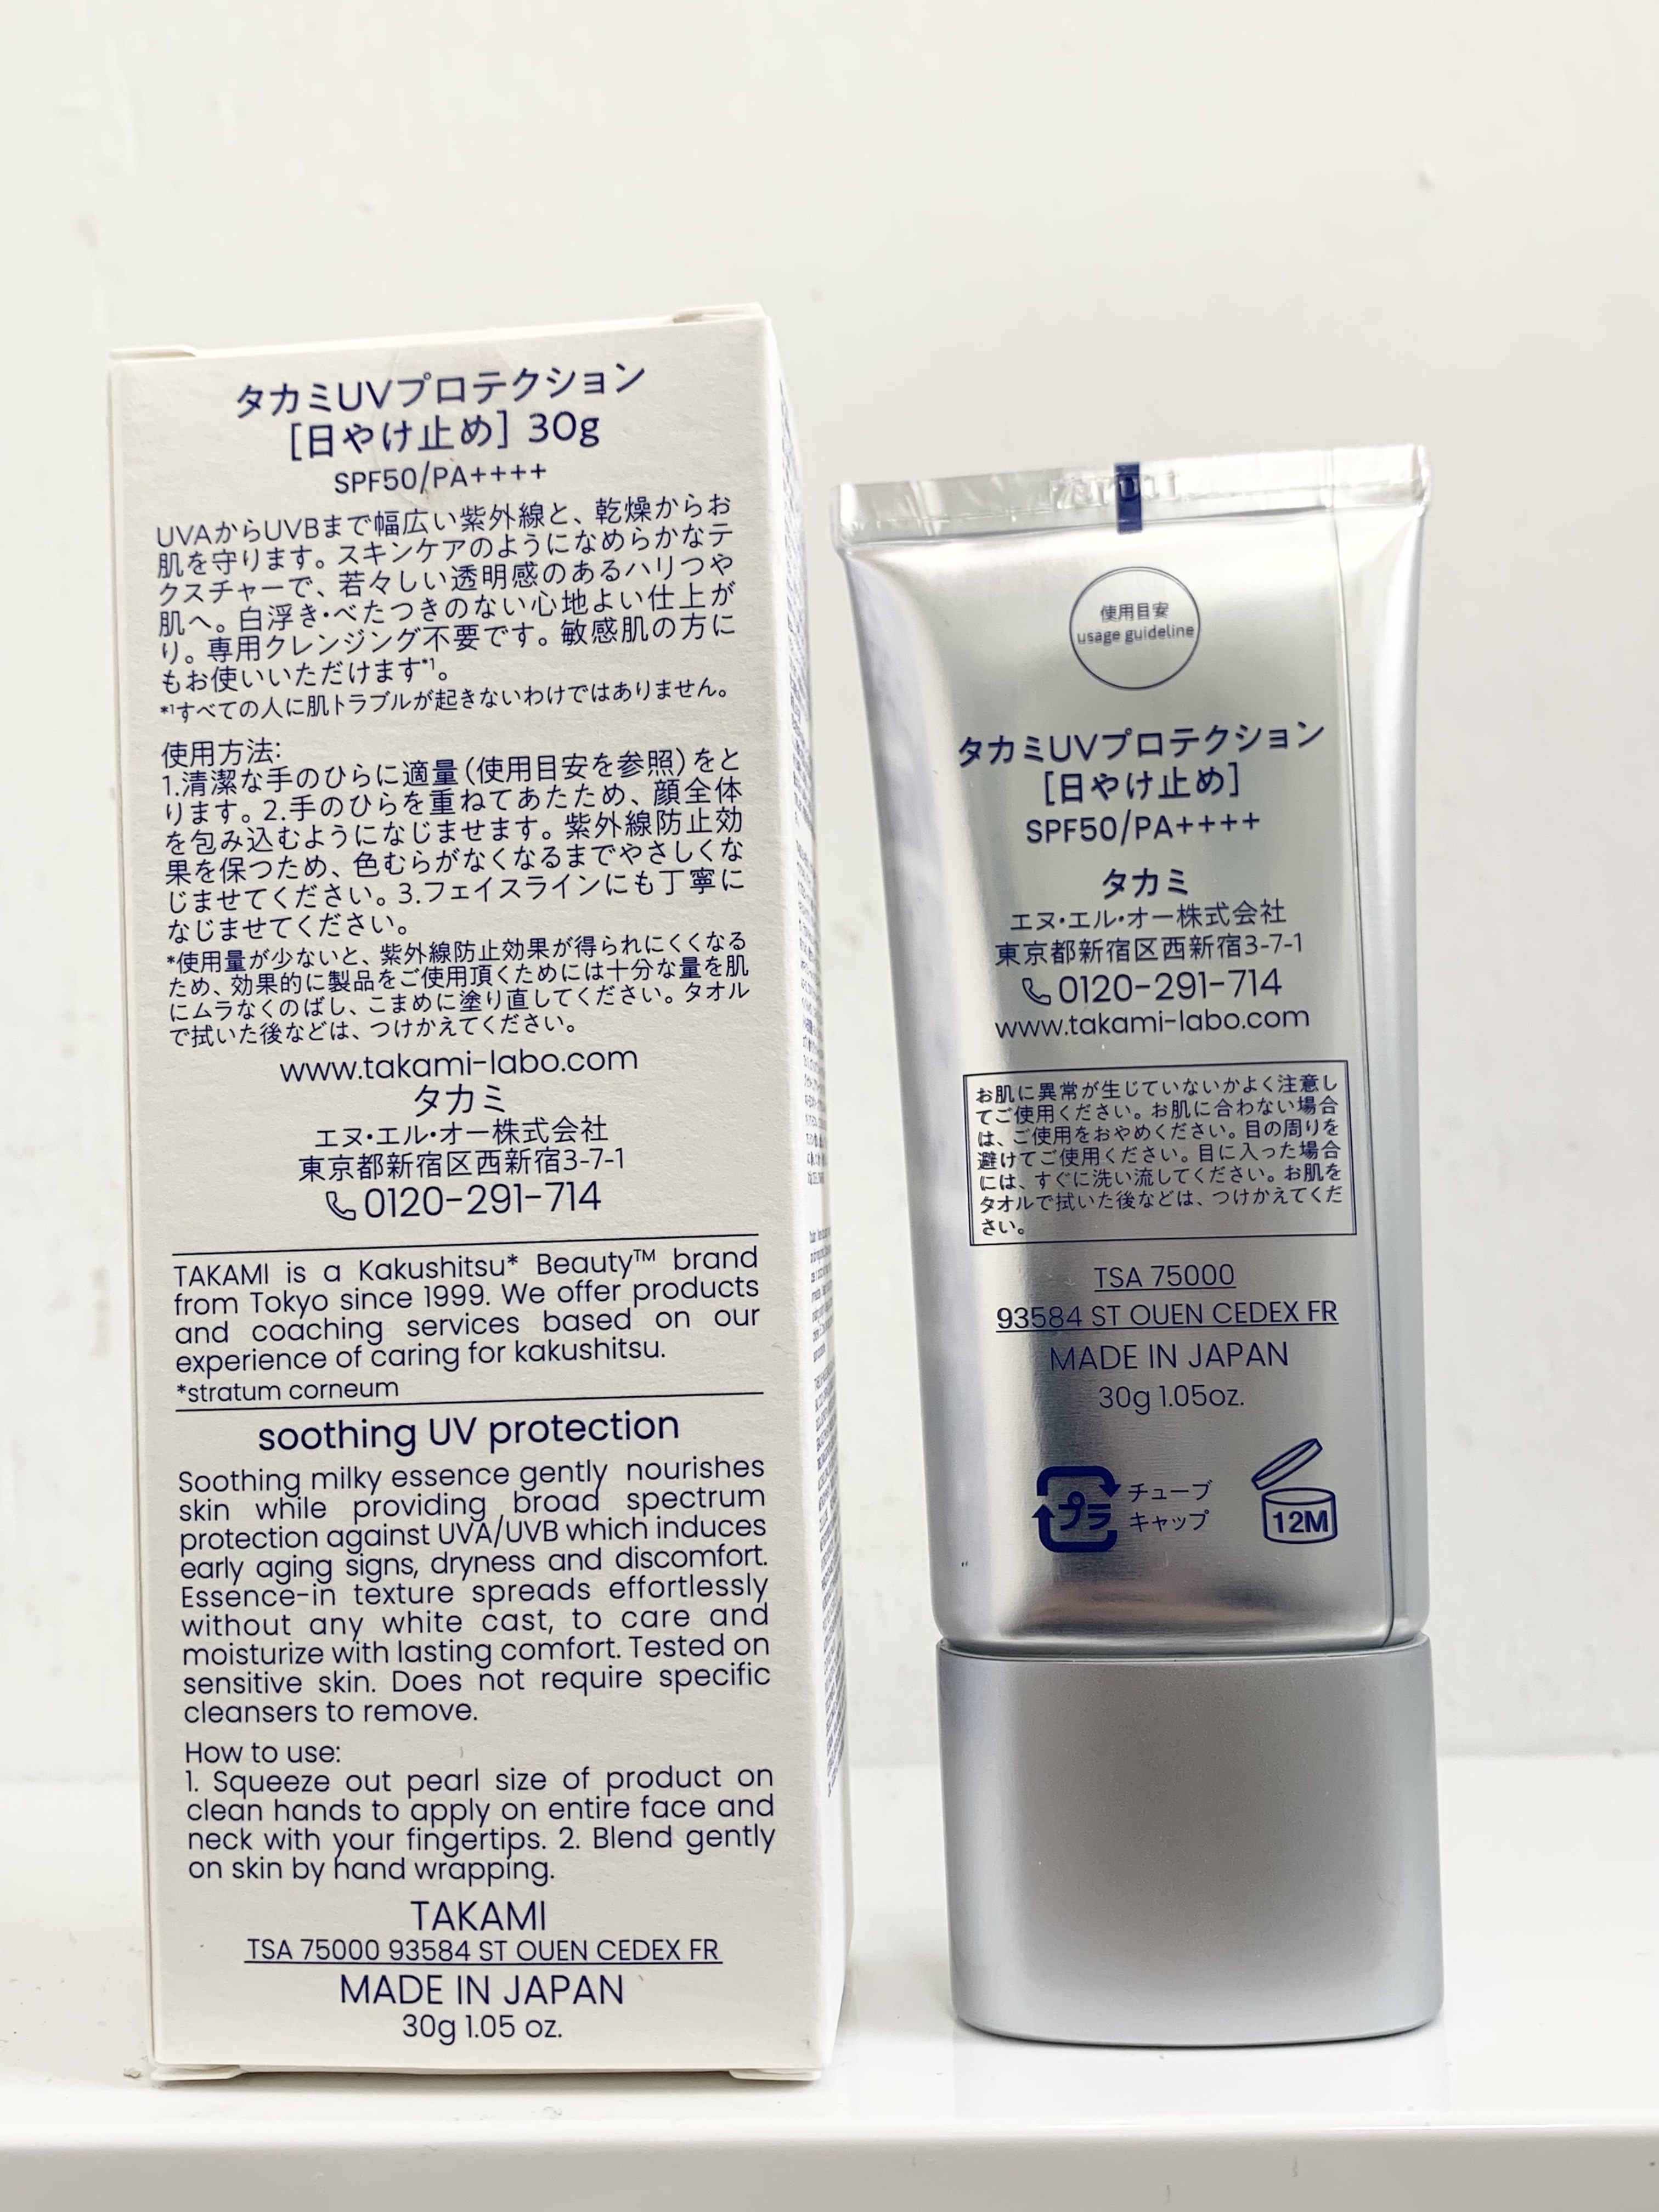 タカミUVプロテクション
[日やけ止め] 30g
SPF50/PA++++
UVAからUVBまで幅広い紫外線と、乾燥からお
肌を守ります。スキンケアのようになめらかなテ
クスチャーで、若々しい透明感のあるハリつや
肌へ。白浮き・べたつきのない心地よい仕上が
り。専用クレンジング不要です。敏感肌の方に
もお使いいただけます*1。
*1すべての人に肌トラブルが起きないわけではありません。
使用方法:
1.清潔な手のひらに適量(使用目安を参照)をと
ります。2.手のひらを重ねてあたため、顔全体
を包み込むようになじませます。紫外線防止効
果を保つため、色むらがなくなるまでやさしくな
じませてください。3.フェイスラインにも丁寧に
なじませてください。
*使用量が少ないと、紫外線防止効果が得られにくくなる
ため、効果的に製品をご使用頂くためには十分な量を肌
にムラなくのばし、こまめに塗り直してください。タオル
で拭いた後などは、つけかえてください。
www.takami-labo.com
タカミ
エヌ・エル・オー株式会社
東京都新宿区西新宿3-7-1
0120-291-714
TAKAMI is a Kakushitsu* Beauty™ brand
from Tokyo since 1999. We offer products
and coaching services based on our
experience of caring for kakushitsu.
*stratum corneum
soothing UV protection
Soothing milky essence gently nourishes
skin while providing broad spectrum
protection against UVA/UVB which induces
early aging signs, dryness and discomfort.
Essence-in texture spreads effortlessly
without any white cast, to care and
moisturize with lasting comfort. Tested on
sensitive skin. Does not require specific
cleansers to remove.
How to use:
1. Squeeze out pearl size of product on
clean hands to apply on entire face and
neck with your fingertips. 2. Blend gently
on skin by hand wrapping.
TAKAMI
TSA 75000 93584 ST OUEN CEDEX FR
MADE IN JAPAN
30g 1.05 oz.
使用目安
usage guideline
タカミUVプロテクション
[日やけ止め]
SPF50/PA++++
タカミ
エヌ・エル・オー株式会社
東京都新宿区西新宿3-7-1
0120-291-714
www.takami-labo.com
お肌に異常が生じていないかよく注意し
てご使用ください。お肌に合わない場合
は、ご使用をおやめください。目の周りを
避けてご使用ください。目に入った場合
には、すぐに洗い流してください。お肌を
タオルで拭いた後などは、つけかえてくだ
さい。
TSA 75000
93584 ST OUEN CEDEX FR
MADE IN JAPAN
30g 1.05oz.
プラ
チューブ
キャップ
12M